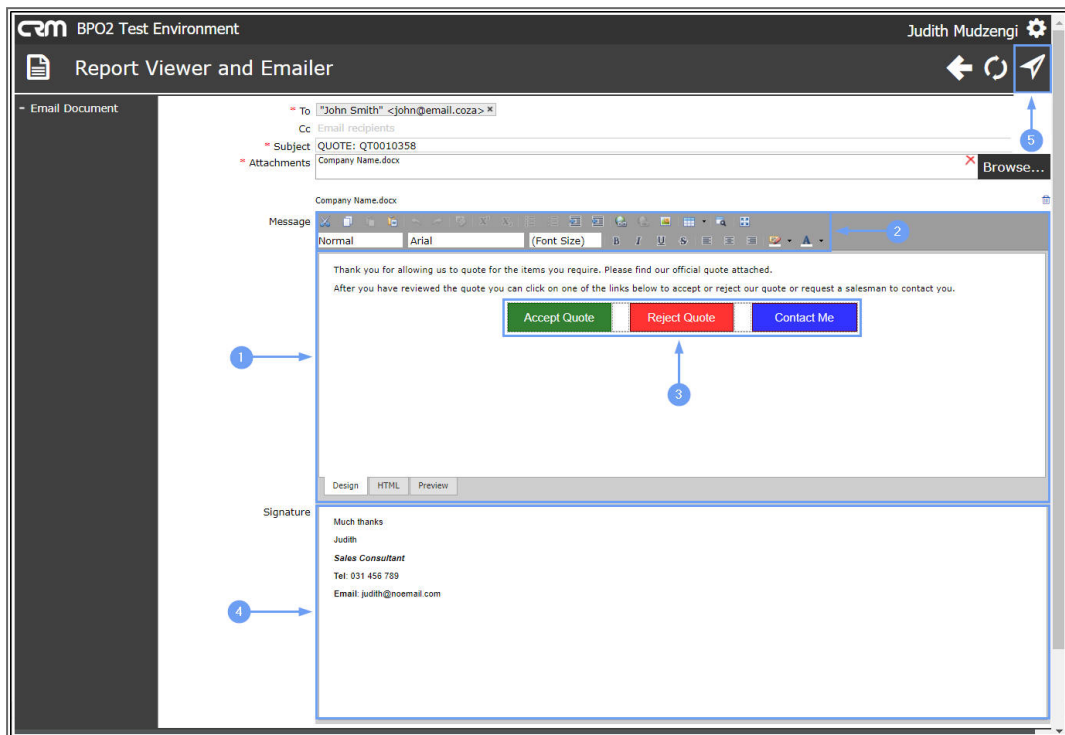 CRM BPO2 Test Environment Judith Mudzengi
Report Viewer and Emailer
- Email Document
* To "John Smith" <john@email.coza> ×
5
Cc Email recipients
* Subject QUOTE: QT0010358
* Attachments Company Name.docx Browse...
Company Name.docx
Message
2
Normal Arial (Font Size) B I U S A
Thank you for allowing us to quote for the items you require. Please find our official quote attached.
After you have reviewed the quote you can click on one of the links below to accept or reject our quote or request a salesman to contact you.
Accept Quote Reject Quote Contact Me
1
3
Design HTML Preview
Signature
Much thanks
Judith
Sales Consultant
Tel: 031 456 789
Email: judith@noemail.com
4